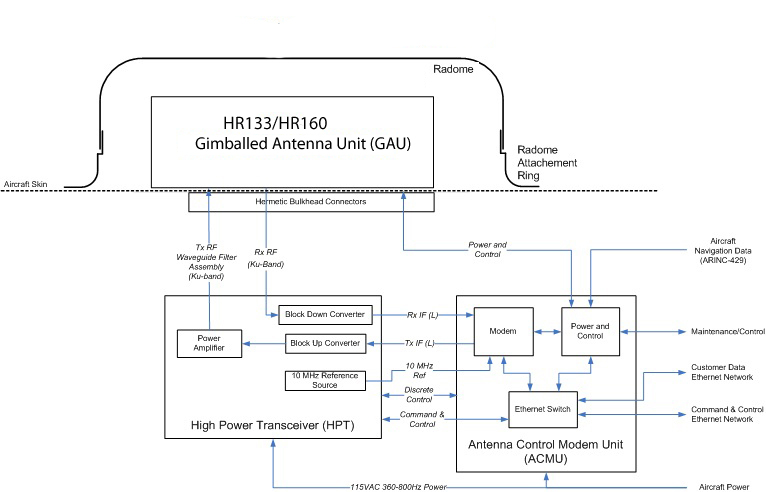 Radome
HR133/HR160
Gimballed Antenna Unit (GAU)
Radome
Attachement
Ring
Aircraft Skin
Hermetic Bulkhead Connectors
Tx RF
Waveguide Filter
Assembly
(Ku-band)
Rx RF
(Ku-Band)
Power and
Control
Aircraft
Navigation Data
(ARINC-429)
Block Down Converter
Rx IF (L)
Power
Amplifier
Block Up Converter
Tx IF (L)
Modem
Power and
Control
Maintenance/Control
10 MHz Reference
Source
10 MHz
Ref
Customer Data
Ethernet Network
Discrete
Control
Ethernet Switch
Command &
Control
Command & Control
Ethernet Network
High Power Transceiver (HPT)
Antenna Control Modem Unit
(ACMU)
115VAC 360-800Hz Power
Aircraft Power